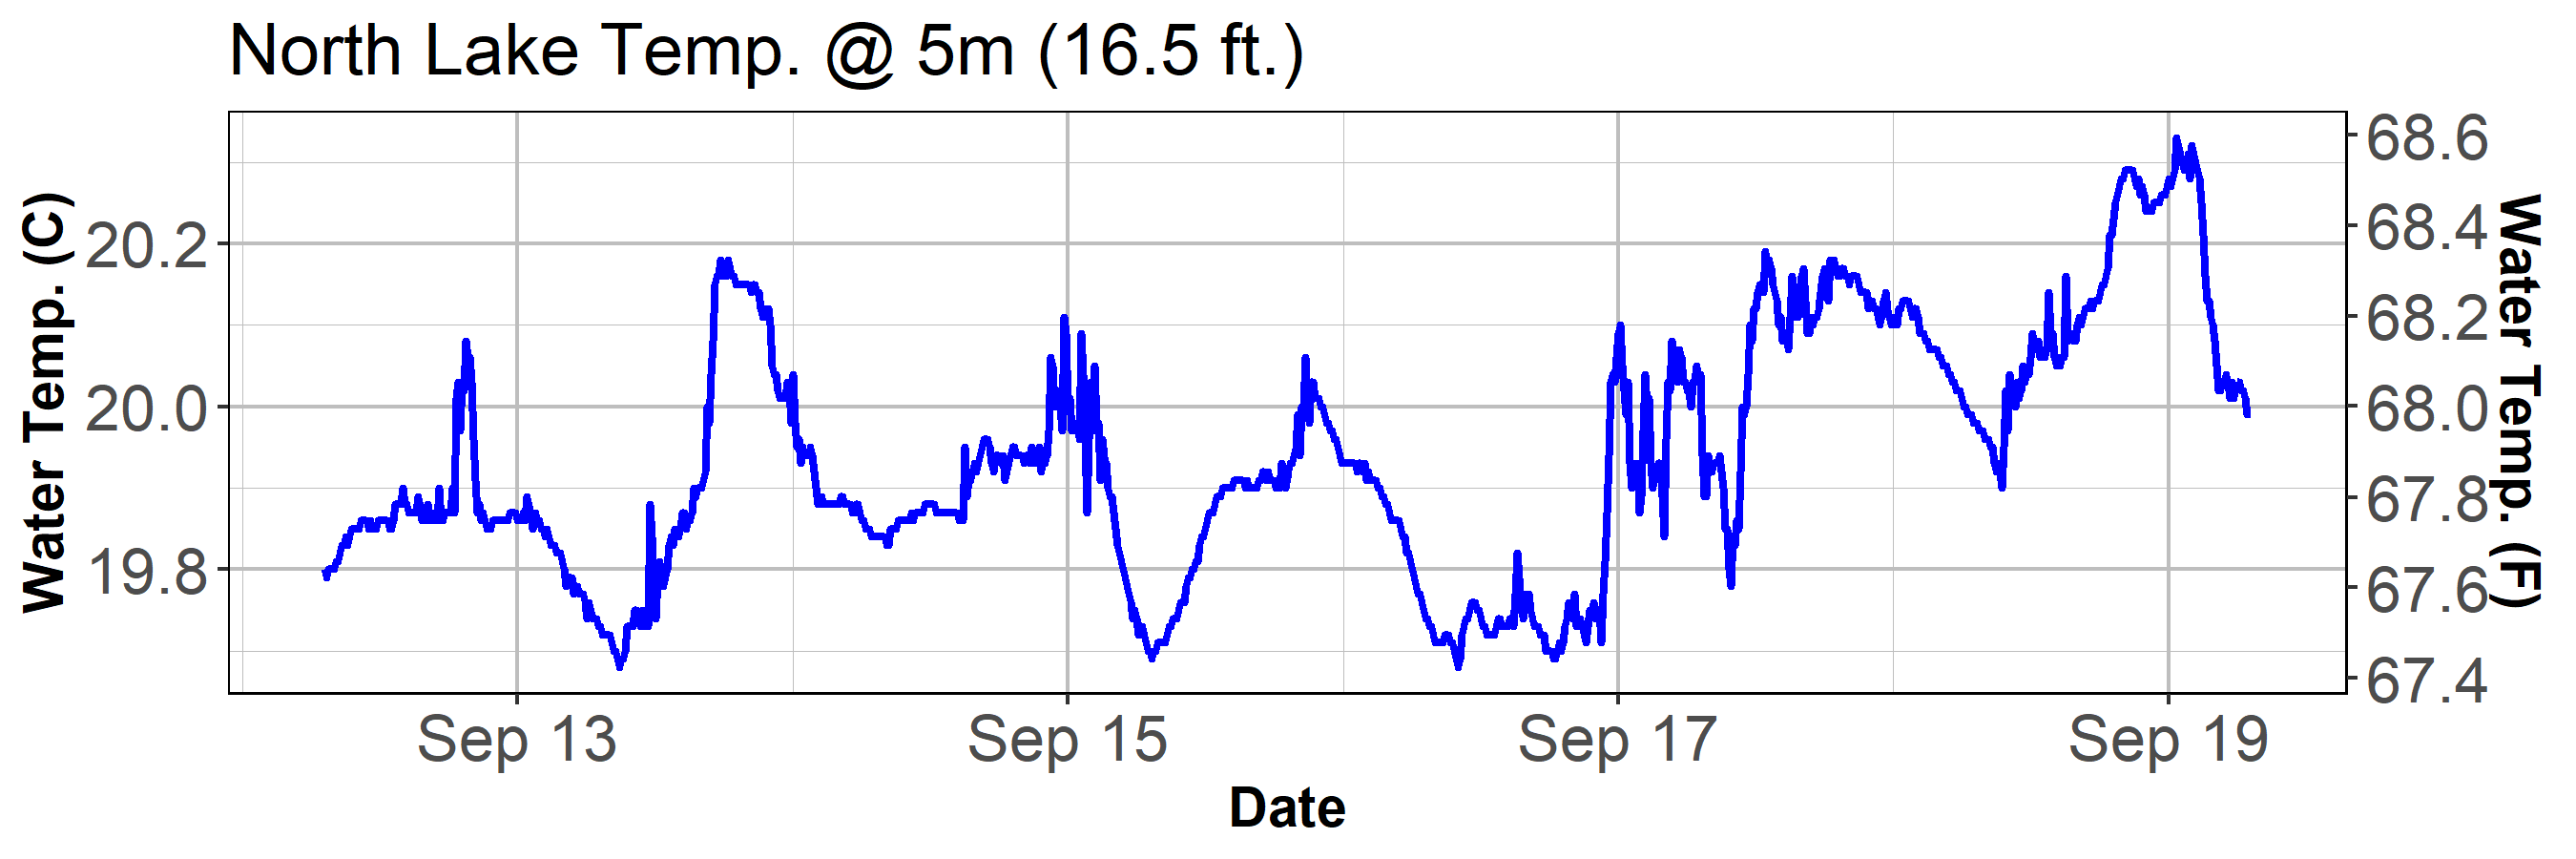 North Lake Temp. @ 5m (16.5 ft.)
Water Temp. (C)
20.2
20.0
19.8
68.6
68.4
68.2
68.0
67.8
67.6
67.4
Water Temp. (F)
Sep 13
Sep 15
Sep 17
Sep 19
Date